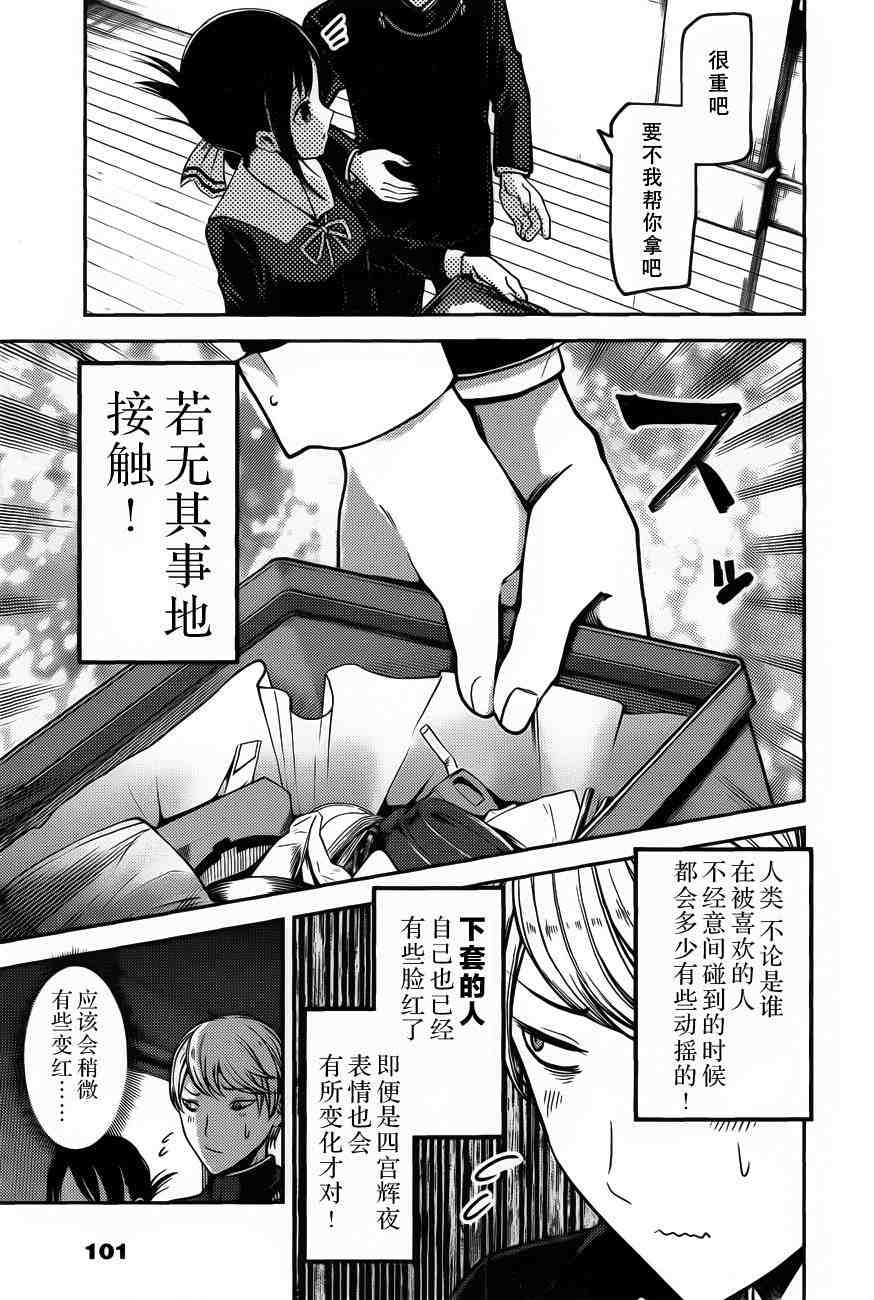 很重吧
要不我帮你拿吧
若无其事地
接触！
スッ
人类 不论是谁
在被喜欢的人
不经意间碰到的时候
都会多少有些动摇的！
下套的人
自己也已经
有些脸红了
即便是四宫辉夜
表情也会
有所变化才对！
应该会稍微
有些变红……
101